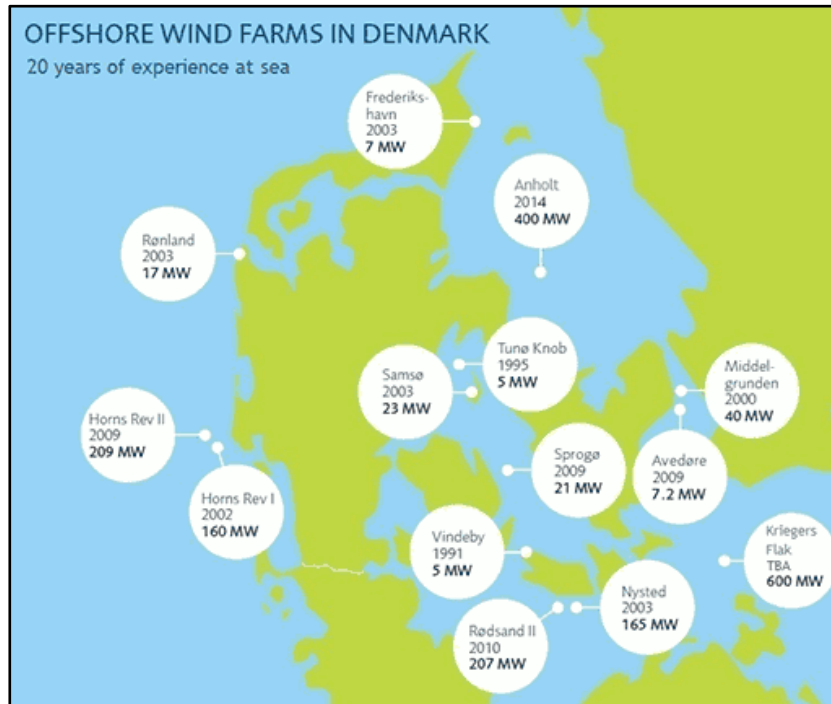 OFFSHORE WIND FARMS IN DENMARK
20 years of experience at sea
Frederiks-
havn
2003
7 MW
Anholt
2014
400 MW
Rønland
2003
17 MW
Tunø Knob
1995
5 MW
Samsø
2003
23 MW
Middel-
grunden
2000
40 MW
Horns Rev II
2009
209 MW
Sprogø
2009
21 MW
Avedøre
2009
7.2 MW
Horns Rev I
2002
160 MW
Vindeby
1991
5 MW
Kriegers
Flak
TBA
600 MW
Nysted
2003
165 MW
Rødsand II
2010
207 MW